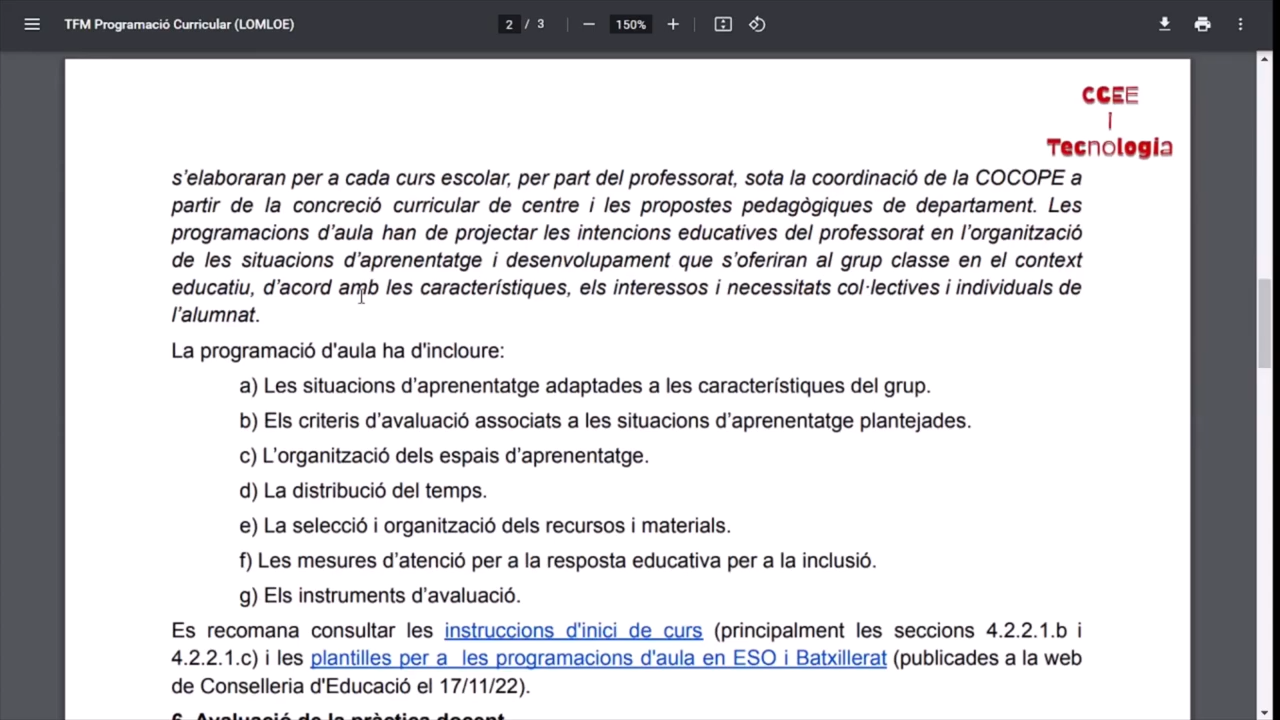 TFM Programació Curricular (LOMLOE)
2 / 3
150%
CCEE
i
Tecnologia
s’elaboraran per a cada curs escolar, per part del professorat, sota la coordinació de la COCOPE a
partir de la concreció curricular de centre i les propostes pedagògiques de departament. Les
programacions d’aula han de projectar les intencions educatives del professorat en l’organització
de les situacions d’aprenentatge i desenvolupament que s’oferiran al grup classe en el context
educatiu, d’acord amb les característiques, els interessos i necessitats col·lectives i individuals de
l’alumnat.
La programació d'aula ha d'incloure:
a) Les situacions d’aprenentatge adaptades a les característiques del grup.
b) Els criteris d’avaluació associats a les situacions d’aprenentatge plantejades.
c) L’organització dels espais d’aprenentatge.
d) La distribució del temps.
e) La selecció i organització dels recursos i materials.
f) Les mesures d’atenció per a la resposta educativa per a la inclusió.
g) Els instruments d’avaluació.
Es recomana consultar les instruccions d'inici de curs (principalment les seccions 4.2.2.1.b i
4.2.2.1.c) i les plantilles per a les programacions d'aula en ESO i Batxillerat (publicades a la web
de Conselleria d'Educació el 17/11/22).
6. Avaluació de la pràctica docent